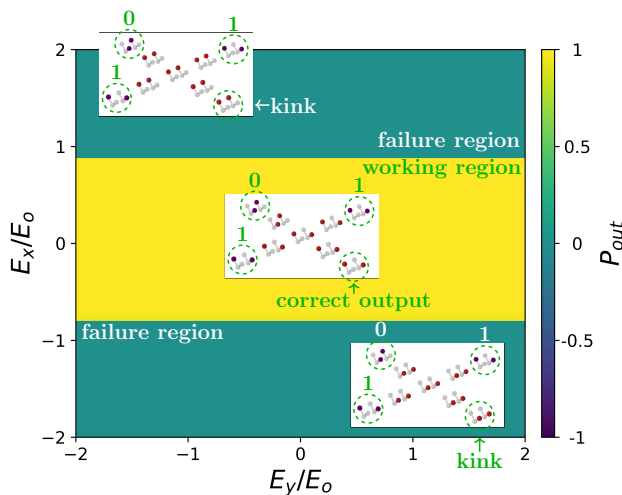 0
1
1
←kink
failure region
working region
0
1
1
correct output
failure region
0
1
1
kink
2
1
0
−1
−2
E_x/E_o
−2
−1
0
1
2
E_y/E_o
1
0.5
0
-0.5
-1
P_out